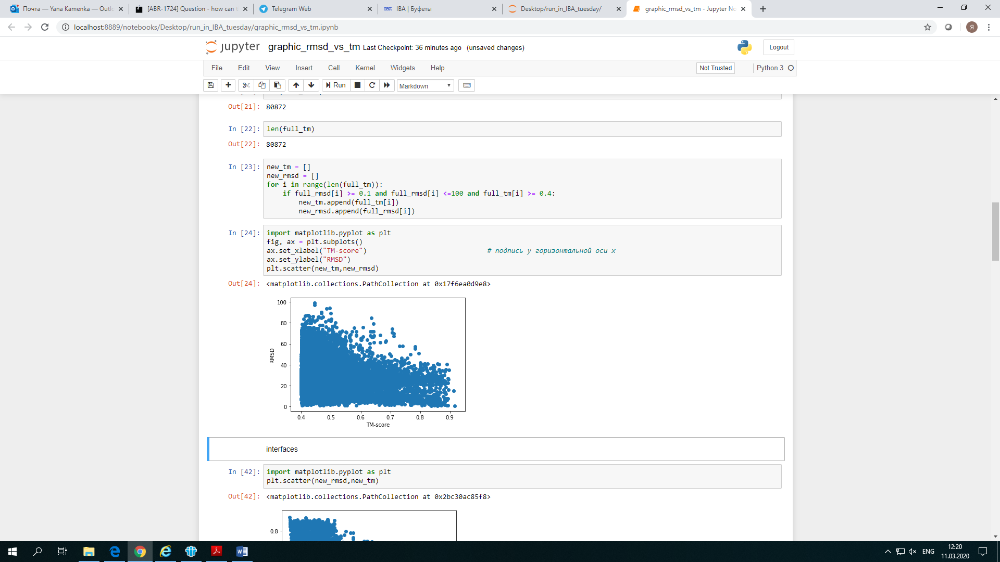 Почта — Yana Kamenka — Outlo
[ABR-1724] Question - how can t
Telegram Web
IBA IBA | Буфеты
Desktop/run_in_IBA_tuesday/
graphic_rmsd_vs_tm - Jupyter No
localhost:8889/notebooks/Desktop/run_in_IBA_tuesday/graphic_rmsd_vs_tm.ipynb
Я
jupyter graphic_rmsd_vs_tm Last Checkpoint: 36 minutes ago (unsaved changes)
Logout
File Edit View Insert Cell Kernel Widgets Help
Not Trusted
Python 3
Run
Markdown
Out[21]: 80872
In [22]: len(full_tm)
Out[22]: 80872
In [23]: new_tm = []
new_rmsd = []
for i in range(len(full_tm)):
    if full_rmsd[i] >= 0.1 and full_rmsd[i] <=100 and full_tm[i] >= 0.4:
        new_tm.append(full_tm[i])
        new_rmsd.append(full_rmsd[i])
In [24]: import matplotlib.pyplot as plt
fig, ax = plt.subplots()
ax.set_xlabel("TM-score") # подпись у горизонтальной оси x
ax.set_ylabel("RMSD")
plt.scatter(new_tm,new_rmsd)
Out[24]: <matplotlib.collections.PathCollection at 0x17f6ea0d9e8>
100
80
60
40
20
0
RMSD
0.4 0.5 0.6 0.7 0.8 0.9
TM-score
interfaces
In [42]: import matplotlib.pyplot as plt
plt.scatter(new_rmsd,new_tm)
Out[42]: <matplotlib.collections.PathCollection at 0x2bc30ac85f8>
0.8
ENG
12:20
11.03.2020